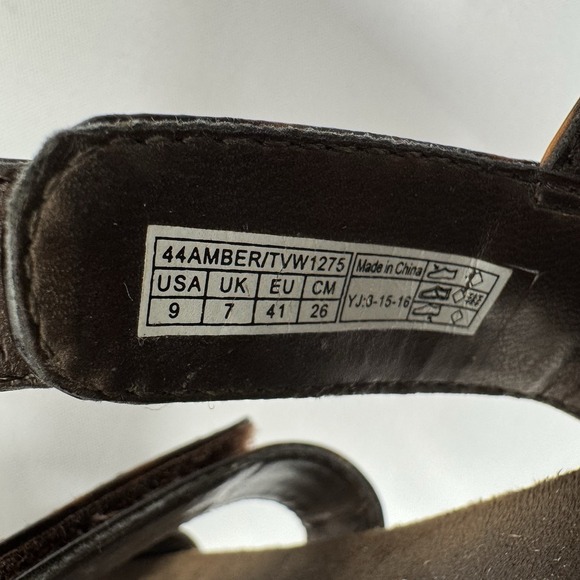 44AMBER/TVW1275
USA UK EU CM
9 7 41 26
Made in China
YJ:3-15-16